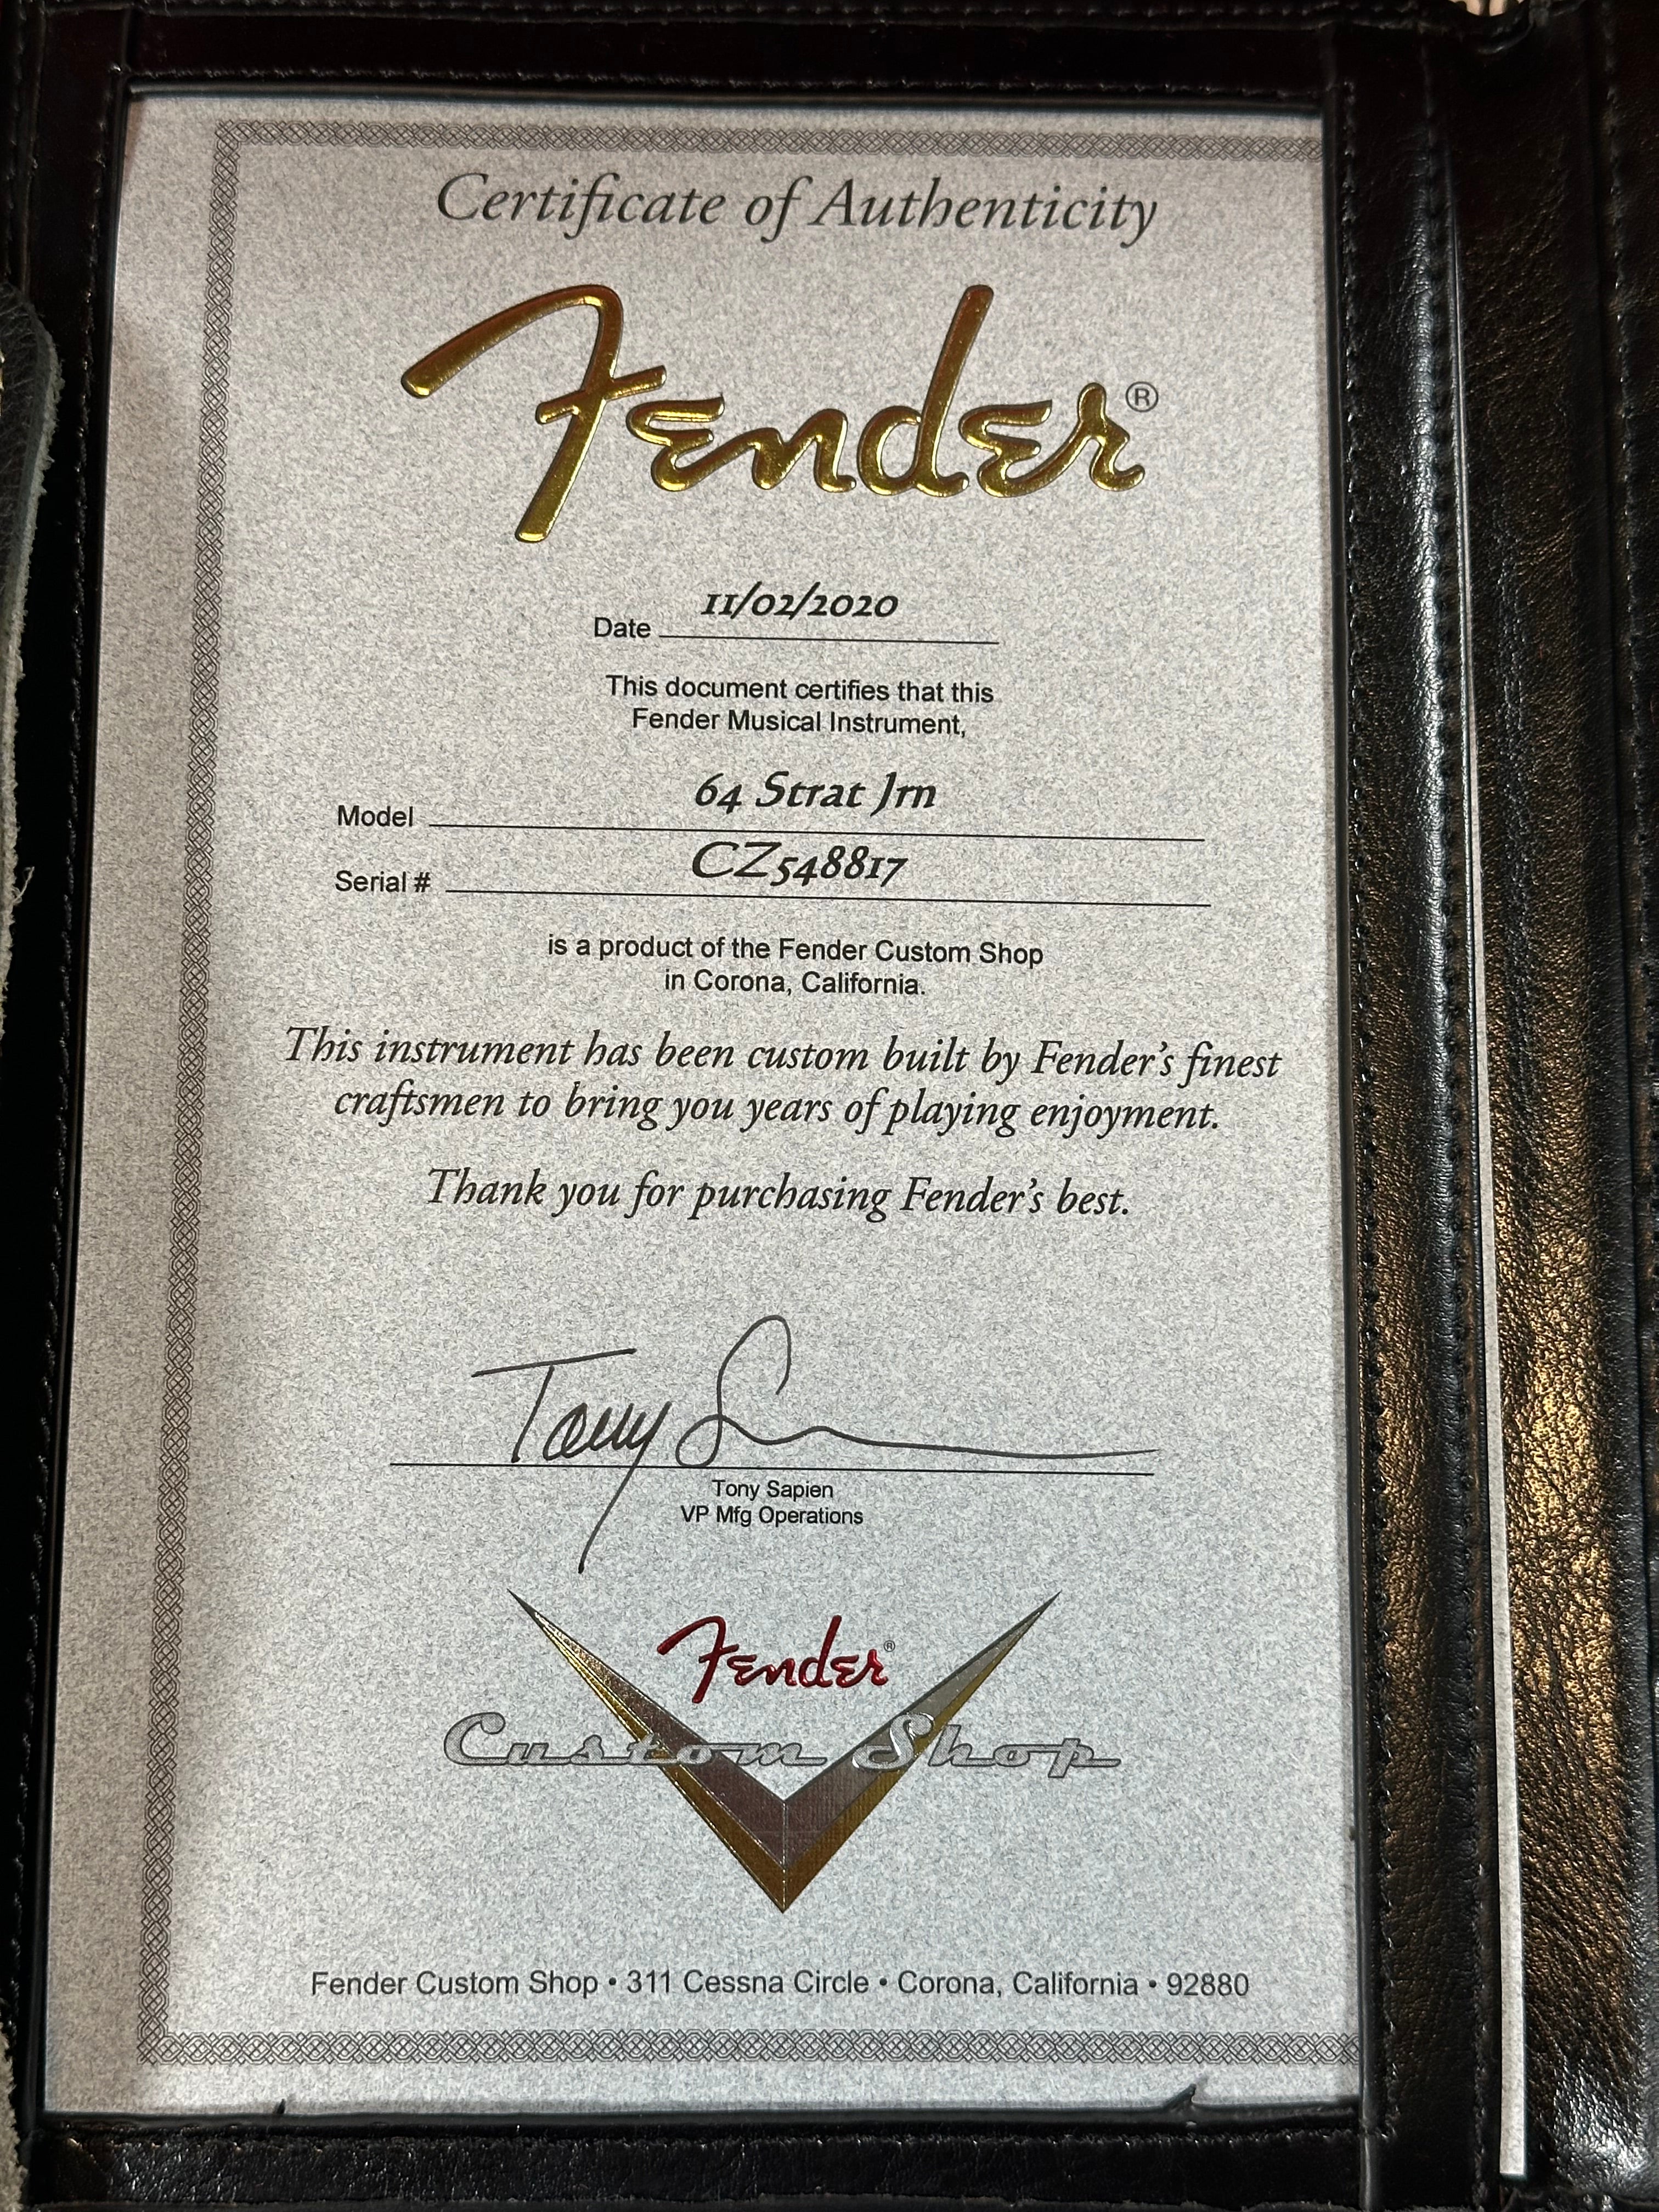 Certificate of Authenticity
Fender®
Date 11/02/2020
This document certifies that this
Fender Musical Instrument,
Model 64 Strat Jrn
Serial # CZ548817
is a product of the Fender Custom Shop
in Corona, California.
This instrument has been custom built by Fender's finest
craftsmen to bring you years of playing enjoyment.
Thank you for purchasing Fender's best.
Tony S
Tony Sapien
VP Mfg Operations
Fender®
Custom Shop
Fender Custom Shop • 311 Cessna Circle • Corona, California • 92880